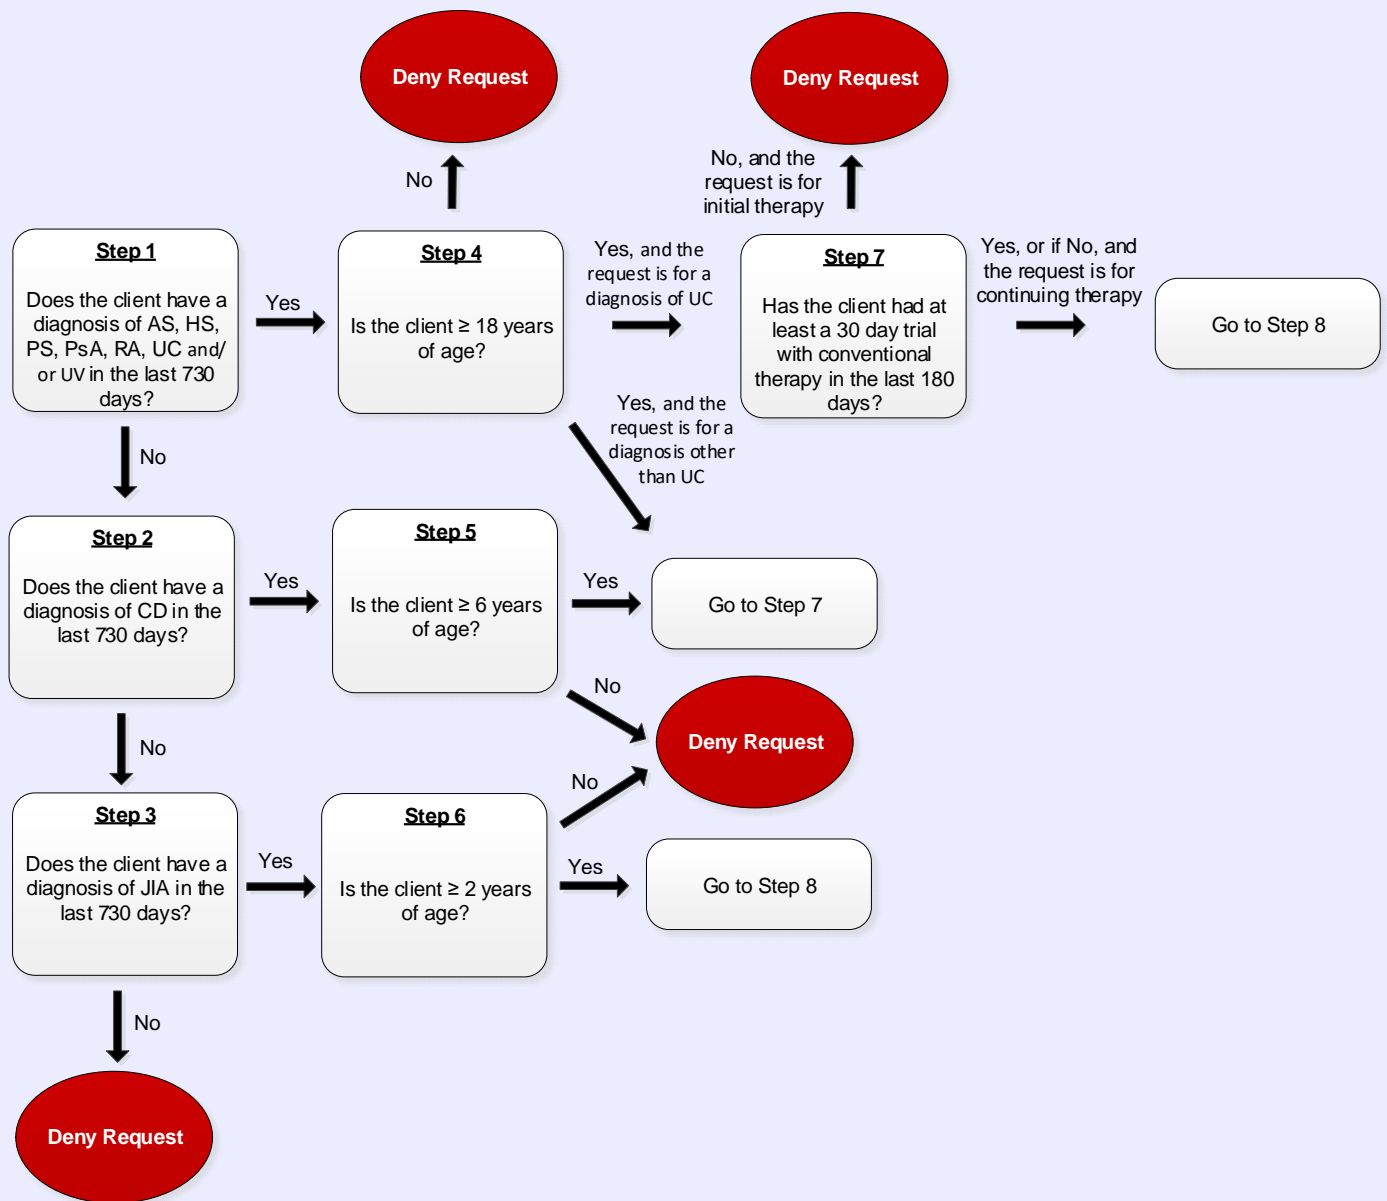 Deny Request
Deny Request
No
No, and the
request is for
initial therapy
Step 1
Does the client have a
diagnosis of AS, HS,
PS, PsA, RA, UC and/
or UV in the last 730
days?
Yes
Step 4
Is the client ≥ 18 years
of age?
Yes, and the
request is for a
diagnosis of UC
Step 7
Has the client had at
least a 30 day trial
with conventional
therapy in the last 180
days?
Yes, or if No, and
the request is for
continuing therapy
Go to Step 8
No
Yes, and the
request is for a
diagnosis other
than UC
Step 2
Does the client have a
diagnosis of CD in the
last 730 days?
Yes
Step 5
Is the client ≥ 6 years
of age?
Yes
Go to Step 7
No
No
Deny Request
Step 3
Does the client have a
diagnosis of JIA in the
last 730 days?
Yes
Step 6
Is the client ≥ 2 years
of age?
No
Yes
Go to Step 8
No
Deny Request